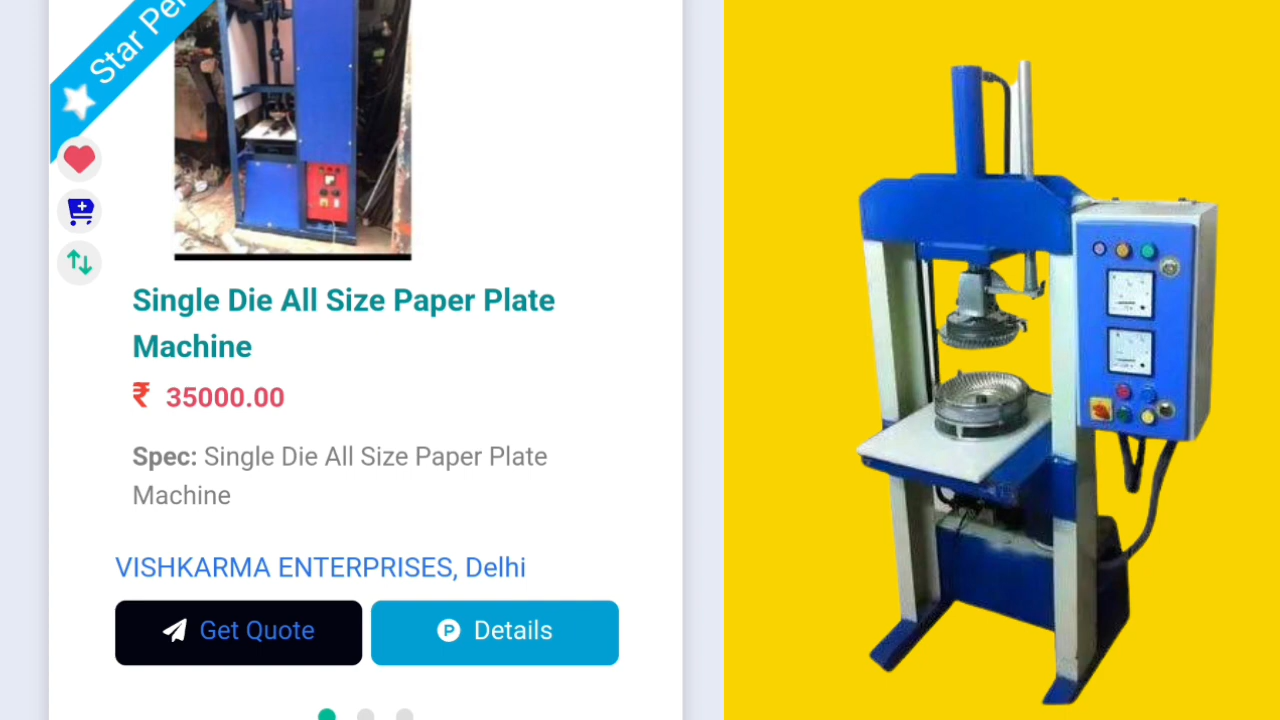 Star Per
Single Die All Size Paper Plate
Machine
₹ 35000.00
Spec: Single Die All Size Paper Plate
Machine
VISHKARMA ENTERPRISES, Delhi
Get Quote
Details